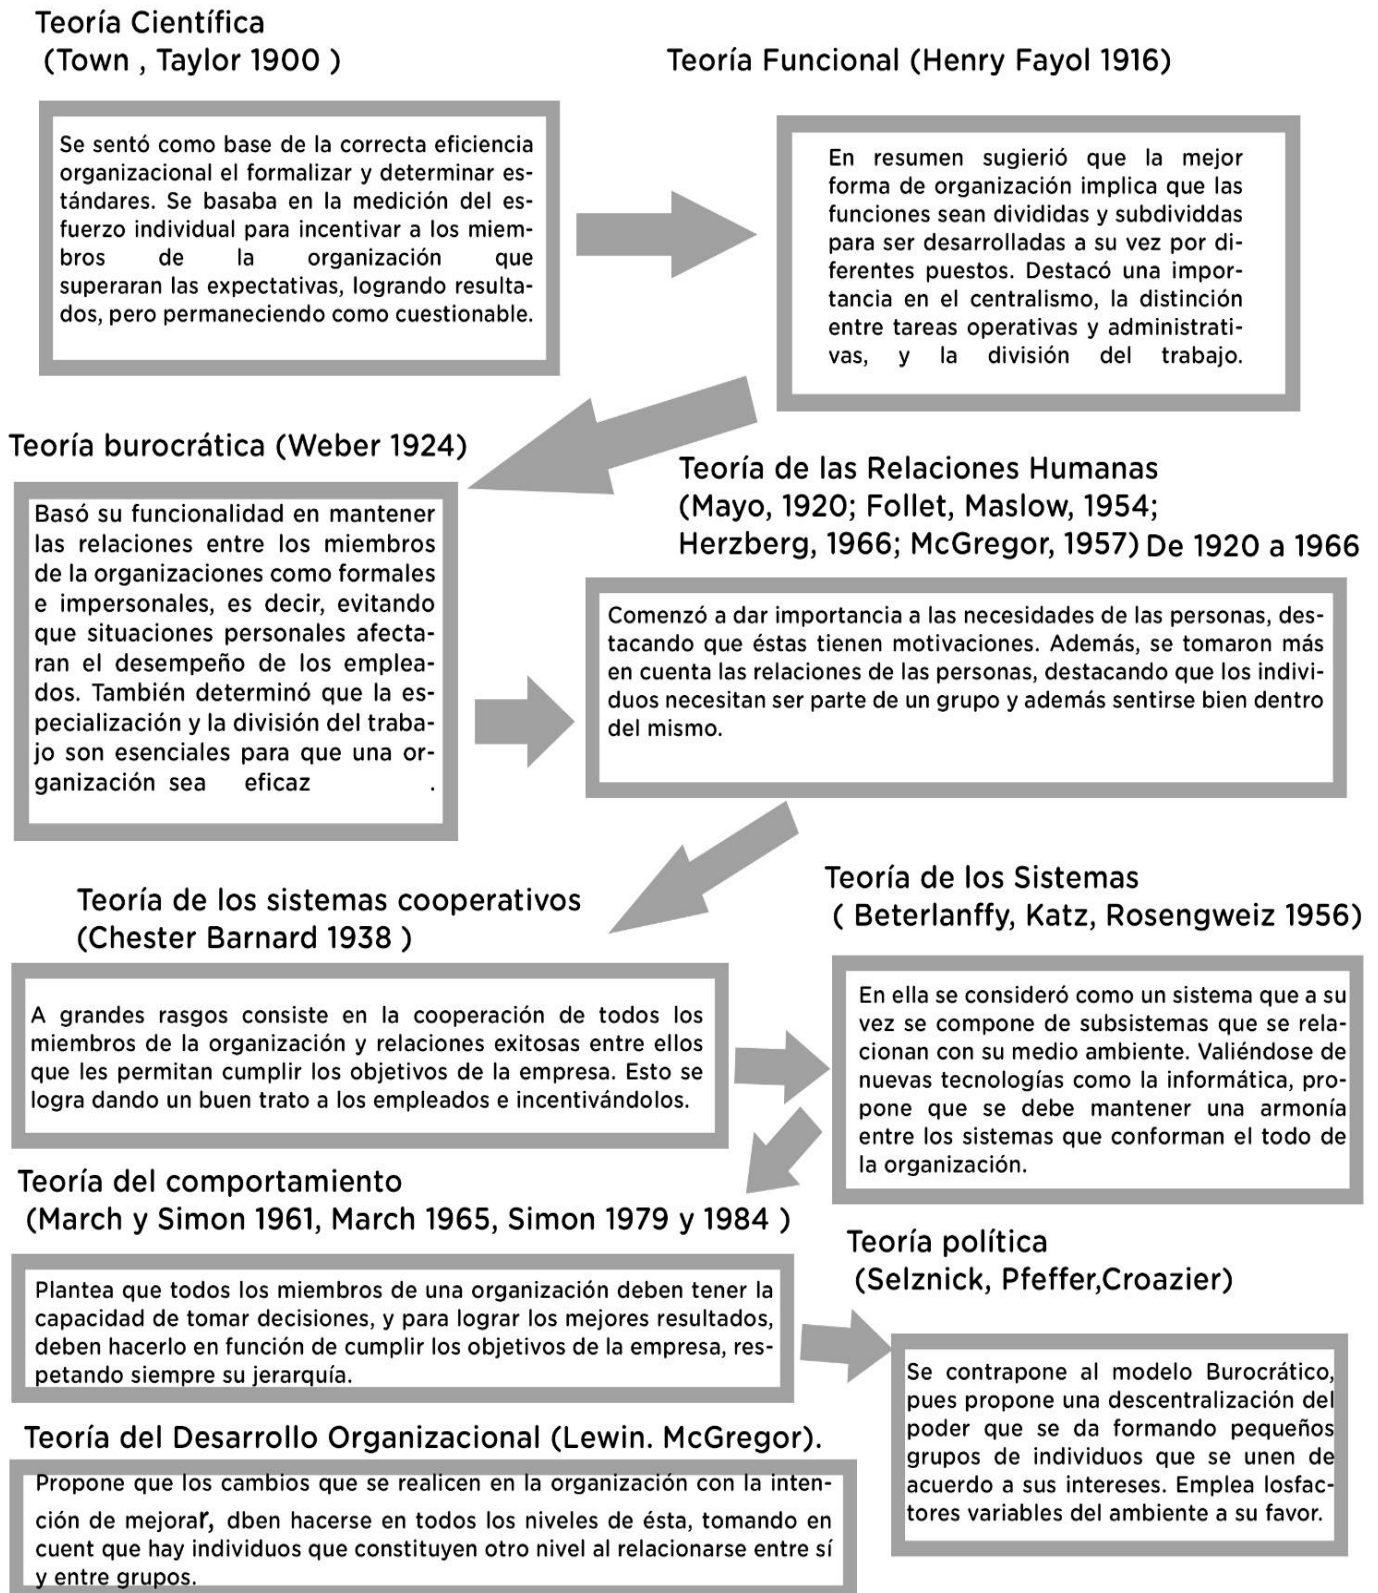 Teoría Científica
(Town , Taylor 1900 )
Se sentó como base de la correcta eficiencia
organizacional el formalizar y determinar es-
tándares. Se basaba en la medición del es-
fuerzo individual para incentivar a los miem-
bros de la organización que
superaran las expectativas, logrando resulta-
dos, pero permaneciendo como cuestionable.
Teoría Funcional (Henry Fayol 1916)
En resumen sugierió que la mejor
forma de organización implica que las
funciones sean divididas y subdividdas
para ser desarrolladas a su vez por di-
ferentes puestos. Destacó una impor-
tancia en el centralismo, la distinción
entre tareas operativas y administrati-
vas, y la división del trabajo.
Teoría burocrática (Weber 1924)
Basó su funcionalidad en mantener
las relaciones entre los miembros
de la organizaciones como formales
e impersonales, es decir, evitando
que situaciones personales afecta-
ran el desempeño de los emplea-
dos. También determinó que la es-
pecialización y la división del traba-
jo son esenciales para que una or-
ganización sea eficaz .
Teoría de las Relaciones Humanas
(Mayo, 1920; Follet, Maslow, 1954;
Herzberg, 1966; McGregor, 1957) De 1920 a 1966
Comenzó a dar importancia a las necesidades de las personas, des-
tacando que éstas tienen motivaciones. Además, se tomaron más
en cuenta las relaciones de las personas, destacando que los indivi-
duos necesitan ser parte de un grupo y además sentirse bien dentro
del mismo.
Teoría de los sistemas cooperativos
(Chester Barnard 1938 )
A grandes rasgos consiste en la cooperación de todos los
miembros de la organización y relaciones exitosas entre ellos
que les permitan cumplir los objetivos de la empresa. Esto se
logra dando un buen trato a los empleados e incentivándolos.
Teoría de los Sistemas
( Beterlanffy, Katz, Rosengweiz 1956)
En ella se consideró como un sistema que a su
vez se compone de subsistemas que se rela-
cionan con su medio ambiente. Valiéndose de
nuevas tecnologías como la informática, pro-
pone que se debe mantener una armonía
entre los sistemas que conforman el todo de
la organización.
Teoría del comportamiento
(March y Simon 1961, March 1965, Simon 1979 y 1984 )
Plantea que todos los miembros de una organización deben tener la
capacidad de tomar decisiones, y para lograr los mejores resultados,
deben hacerlo en función de cumplir los objetivos de la empresa, res-
petando siempre su jerarquía.
Teoría política
(Selznick, Pfeffer,Croazier)
Se contrapone al modelo Burocrático,
pues propone una descentralización del
poder que se da formando pequeños
grupos de individuos que se unen de
acuerdo a sus intereses. Emplea losfac-
tores variables del ambiente a su favor.
Teoría del Desarrollo Organizacional (Lewin. McGregor).
Propone que los cambios que se realicen en la organización con la inten-
ción de mejorar, dben hacerse en todos los niveles de ésta, tomando en
cuent que hay individuos que constituyen otro nivel al relacionarse entre sí
y entre grupos.